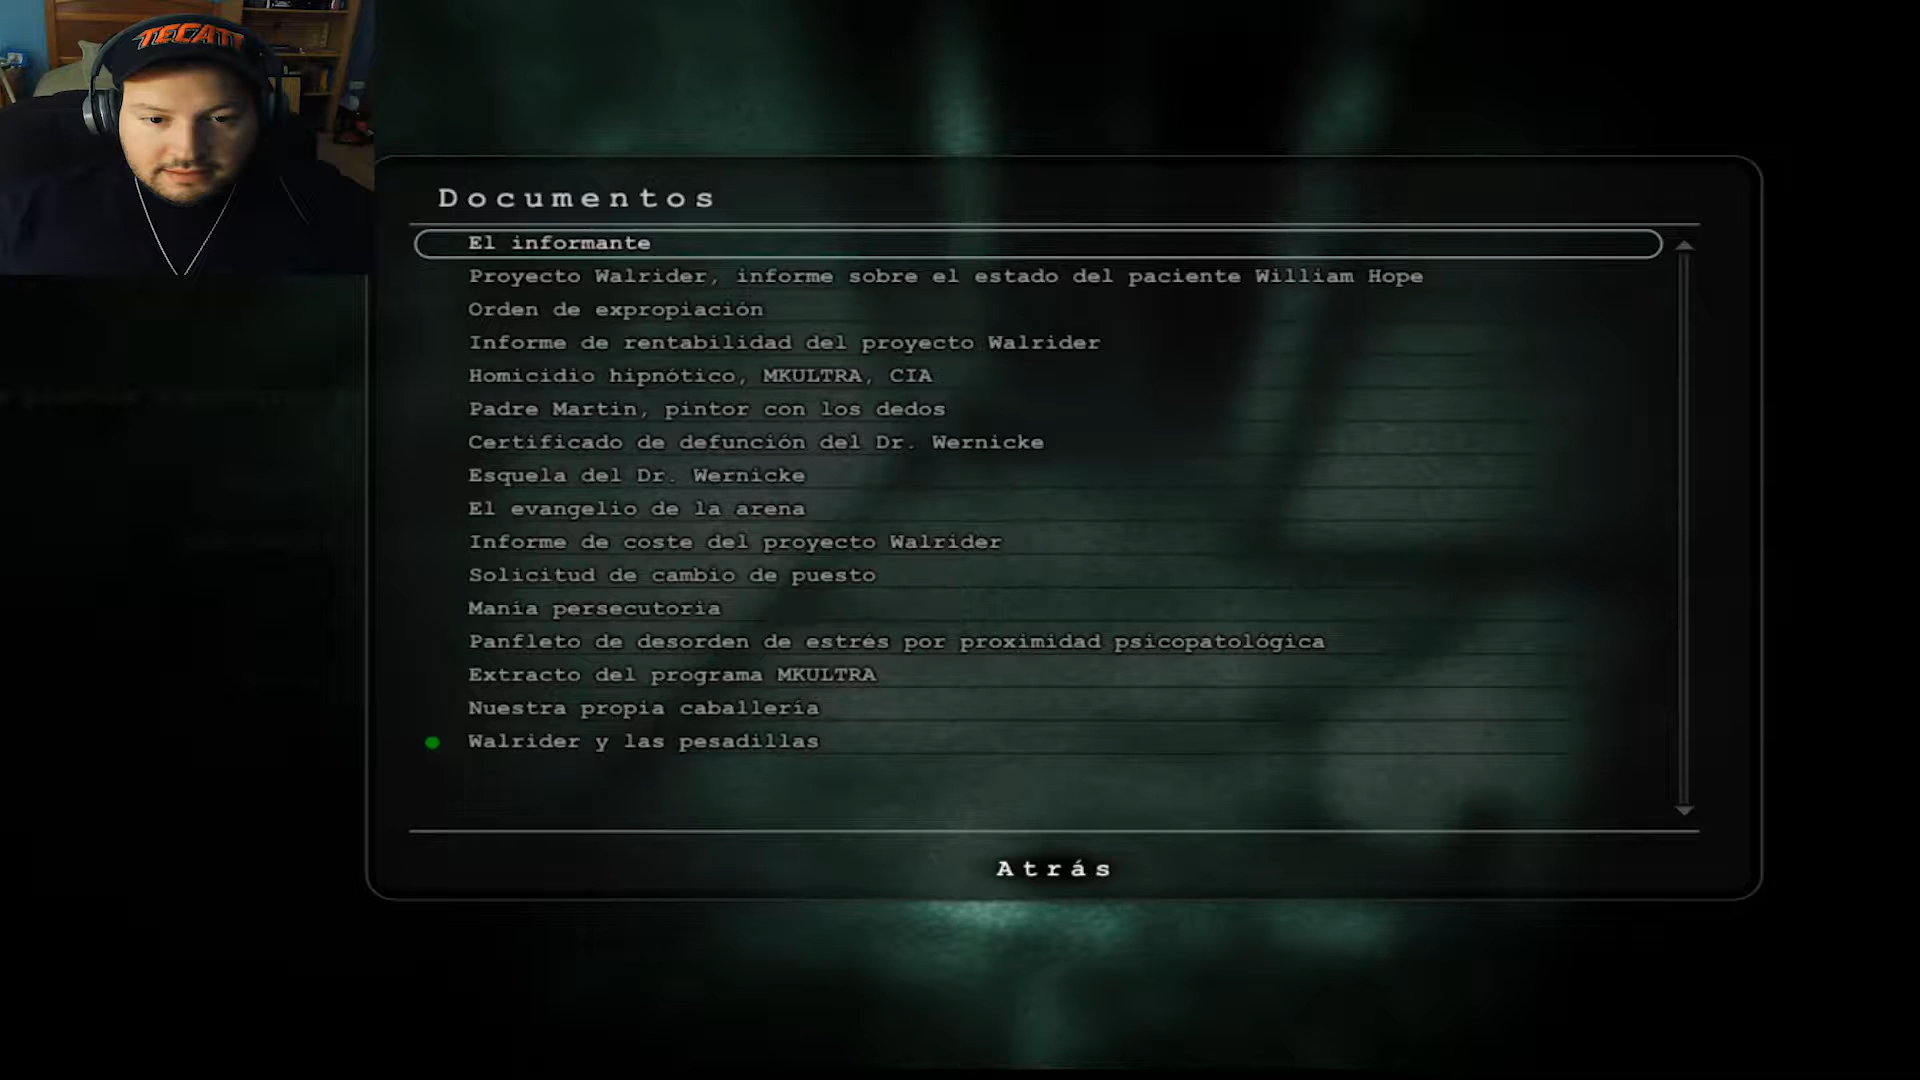 TECATE
Documentos
El informante
Proyecto Walrider, informe sobre el estado del paciente William Hope
Orden de expropiación
Informe de rentabilidad del proyecto Walrider
Homicidio hipnótico, MKULTRA, CIA
Padre Martin, pintor con los dedos
Certificado de defunción del Dr. Wernicke
Esquela del Dr. Wernicke
El evangelio de la arena
Informe de coste del proyecto Walrider
Solicitud de cambio de puesto
Mania persecutoria
Panfleto de desorden de estrés por proximidad psicopatológica
Extracto del programa MKULTRA
Nuestra propia caballería
Walrider y las pesadillas
Atrás